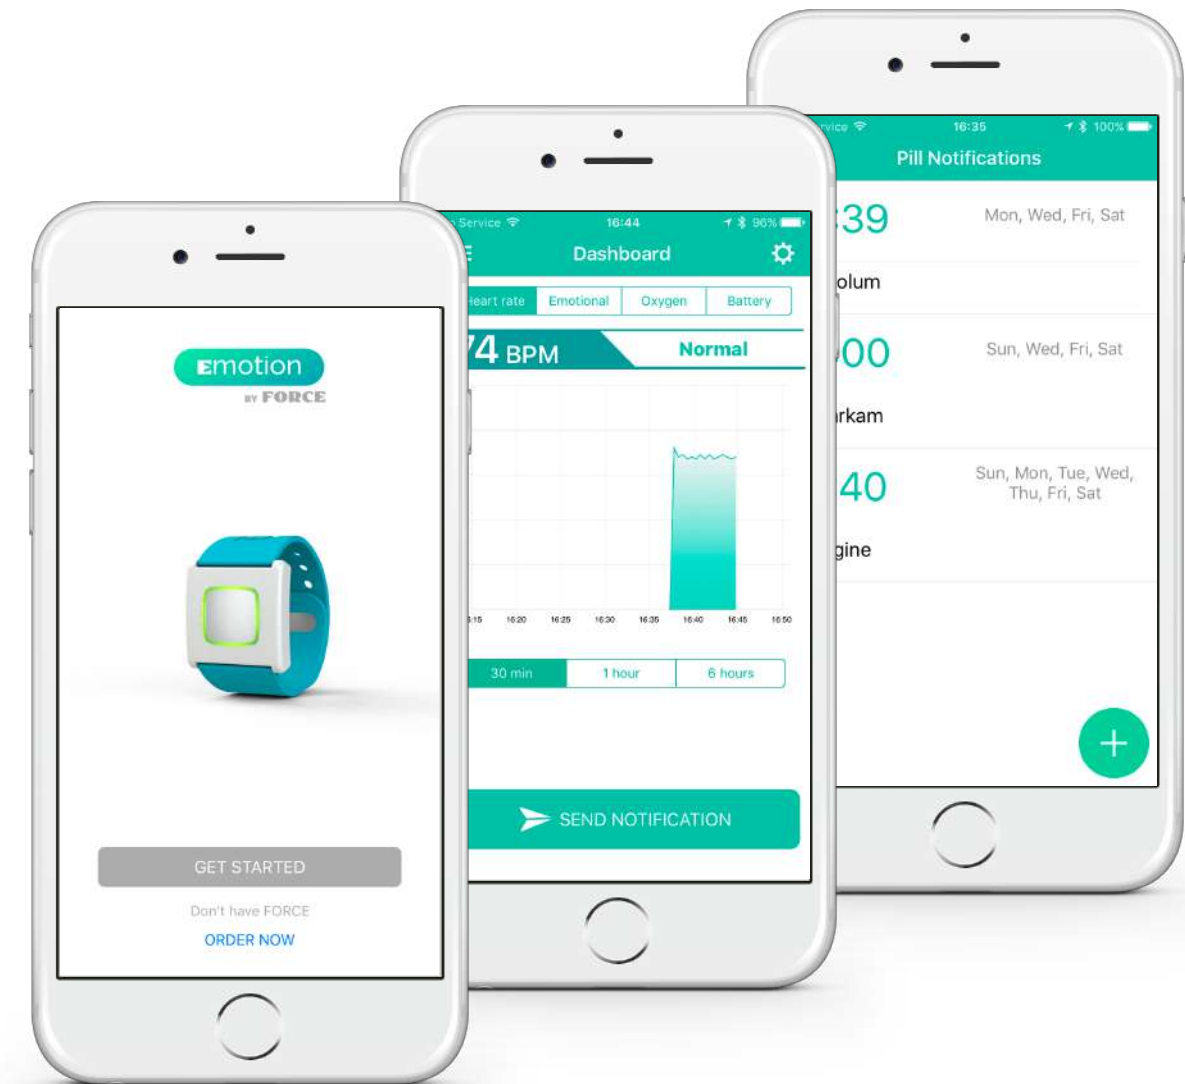 Emotion
BY FORCE
GET STARTED
Don't have FORCE
ORDER NOW
Service 16:44 96%
Dashboard
Heart rate Emotional Oxygen Battery
74 BPM Normal
16:20 16:25 16:30 16:35 16:40 16:45 16:50
30 min 1 hour 6 hours
SEND NOTIFICATION
16:35 100%
Pill Notifications
:39 Mon, Wed, Fri, Sat
olum
00 Sun, Wed, Fri, Sat
rkam
40 Sun, Mon, Tue, Wed,
Thu, Fri, Sat
gine